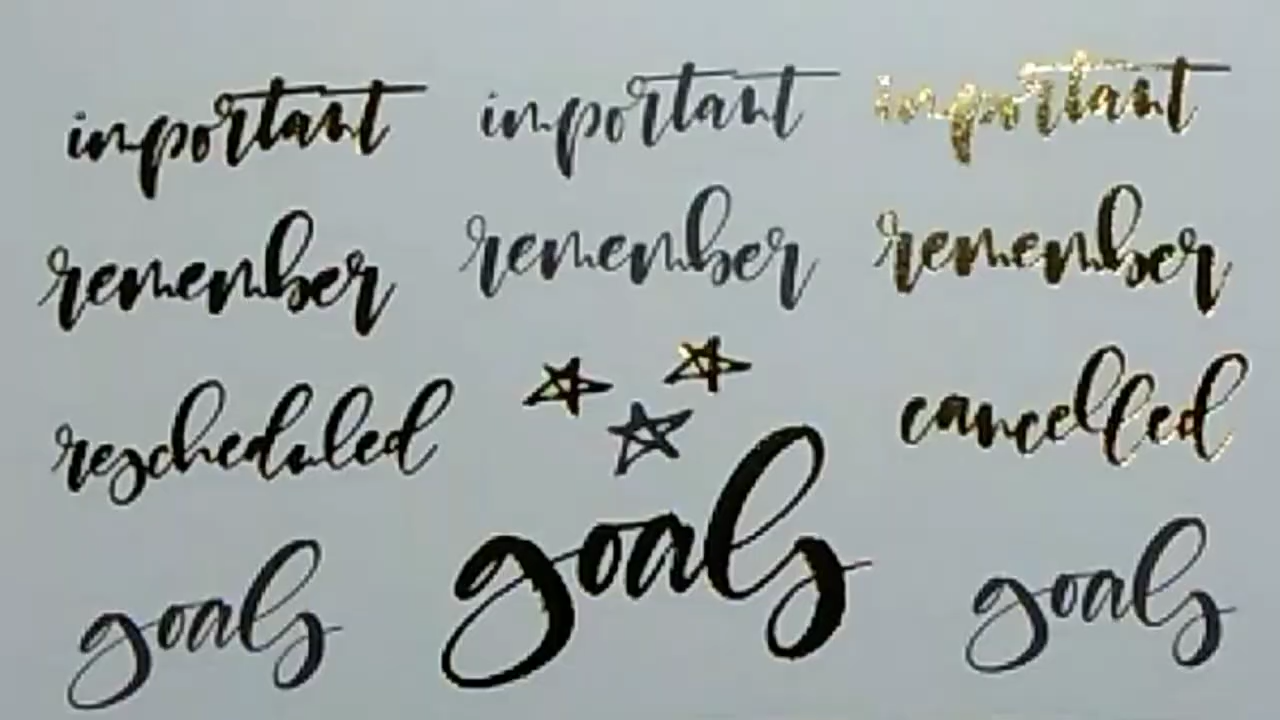 important important important
remember remember remember
rescheduled cancelled
goals goals goals